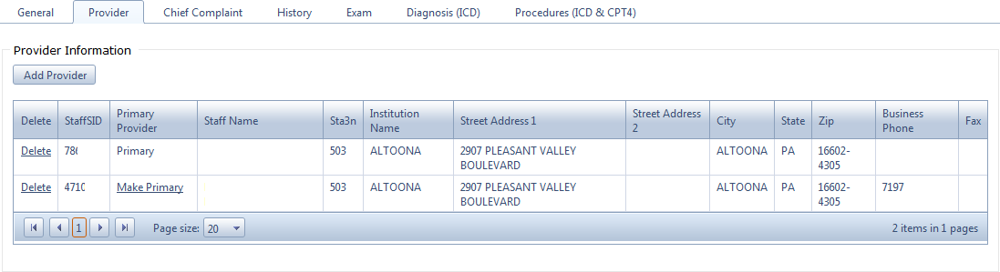 General Provider Chief Complaint History Exam Diagnosis (ICD) Procedures (ICD & CPT4)
Provider Information
Add Provider
Delete StaffSID Primary Provider Staff Name Sta3n Institution Name Street Address 1 Street Address 2 City State Zip Business Phone Fax
Delete 786 Primary 503 ALTOONA 2907 PLEASANT VALLEY ALTOONA PA 16602-
BOULEVARD 4305
Delete 4710 Make Primary 503 ALTOONA 2907 PLEASANT VALLEY ALTOONA PA 16602- 7197
BOULEVARD 4305
1 Page size: 20 2 items in 1 pages